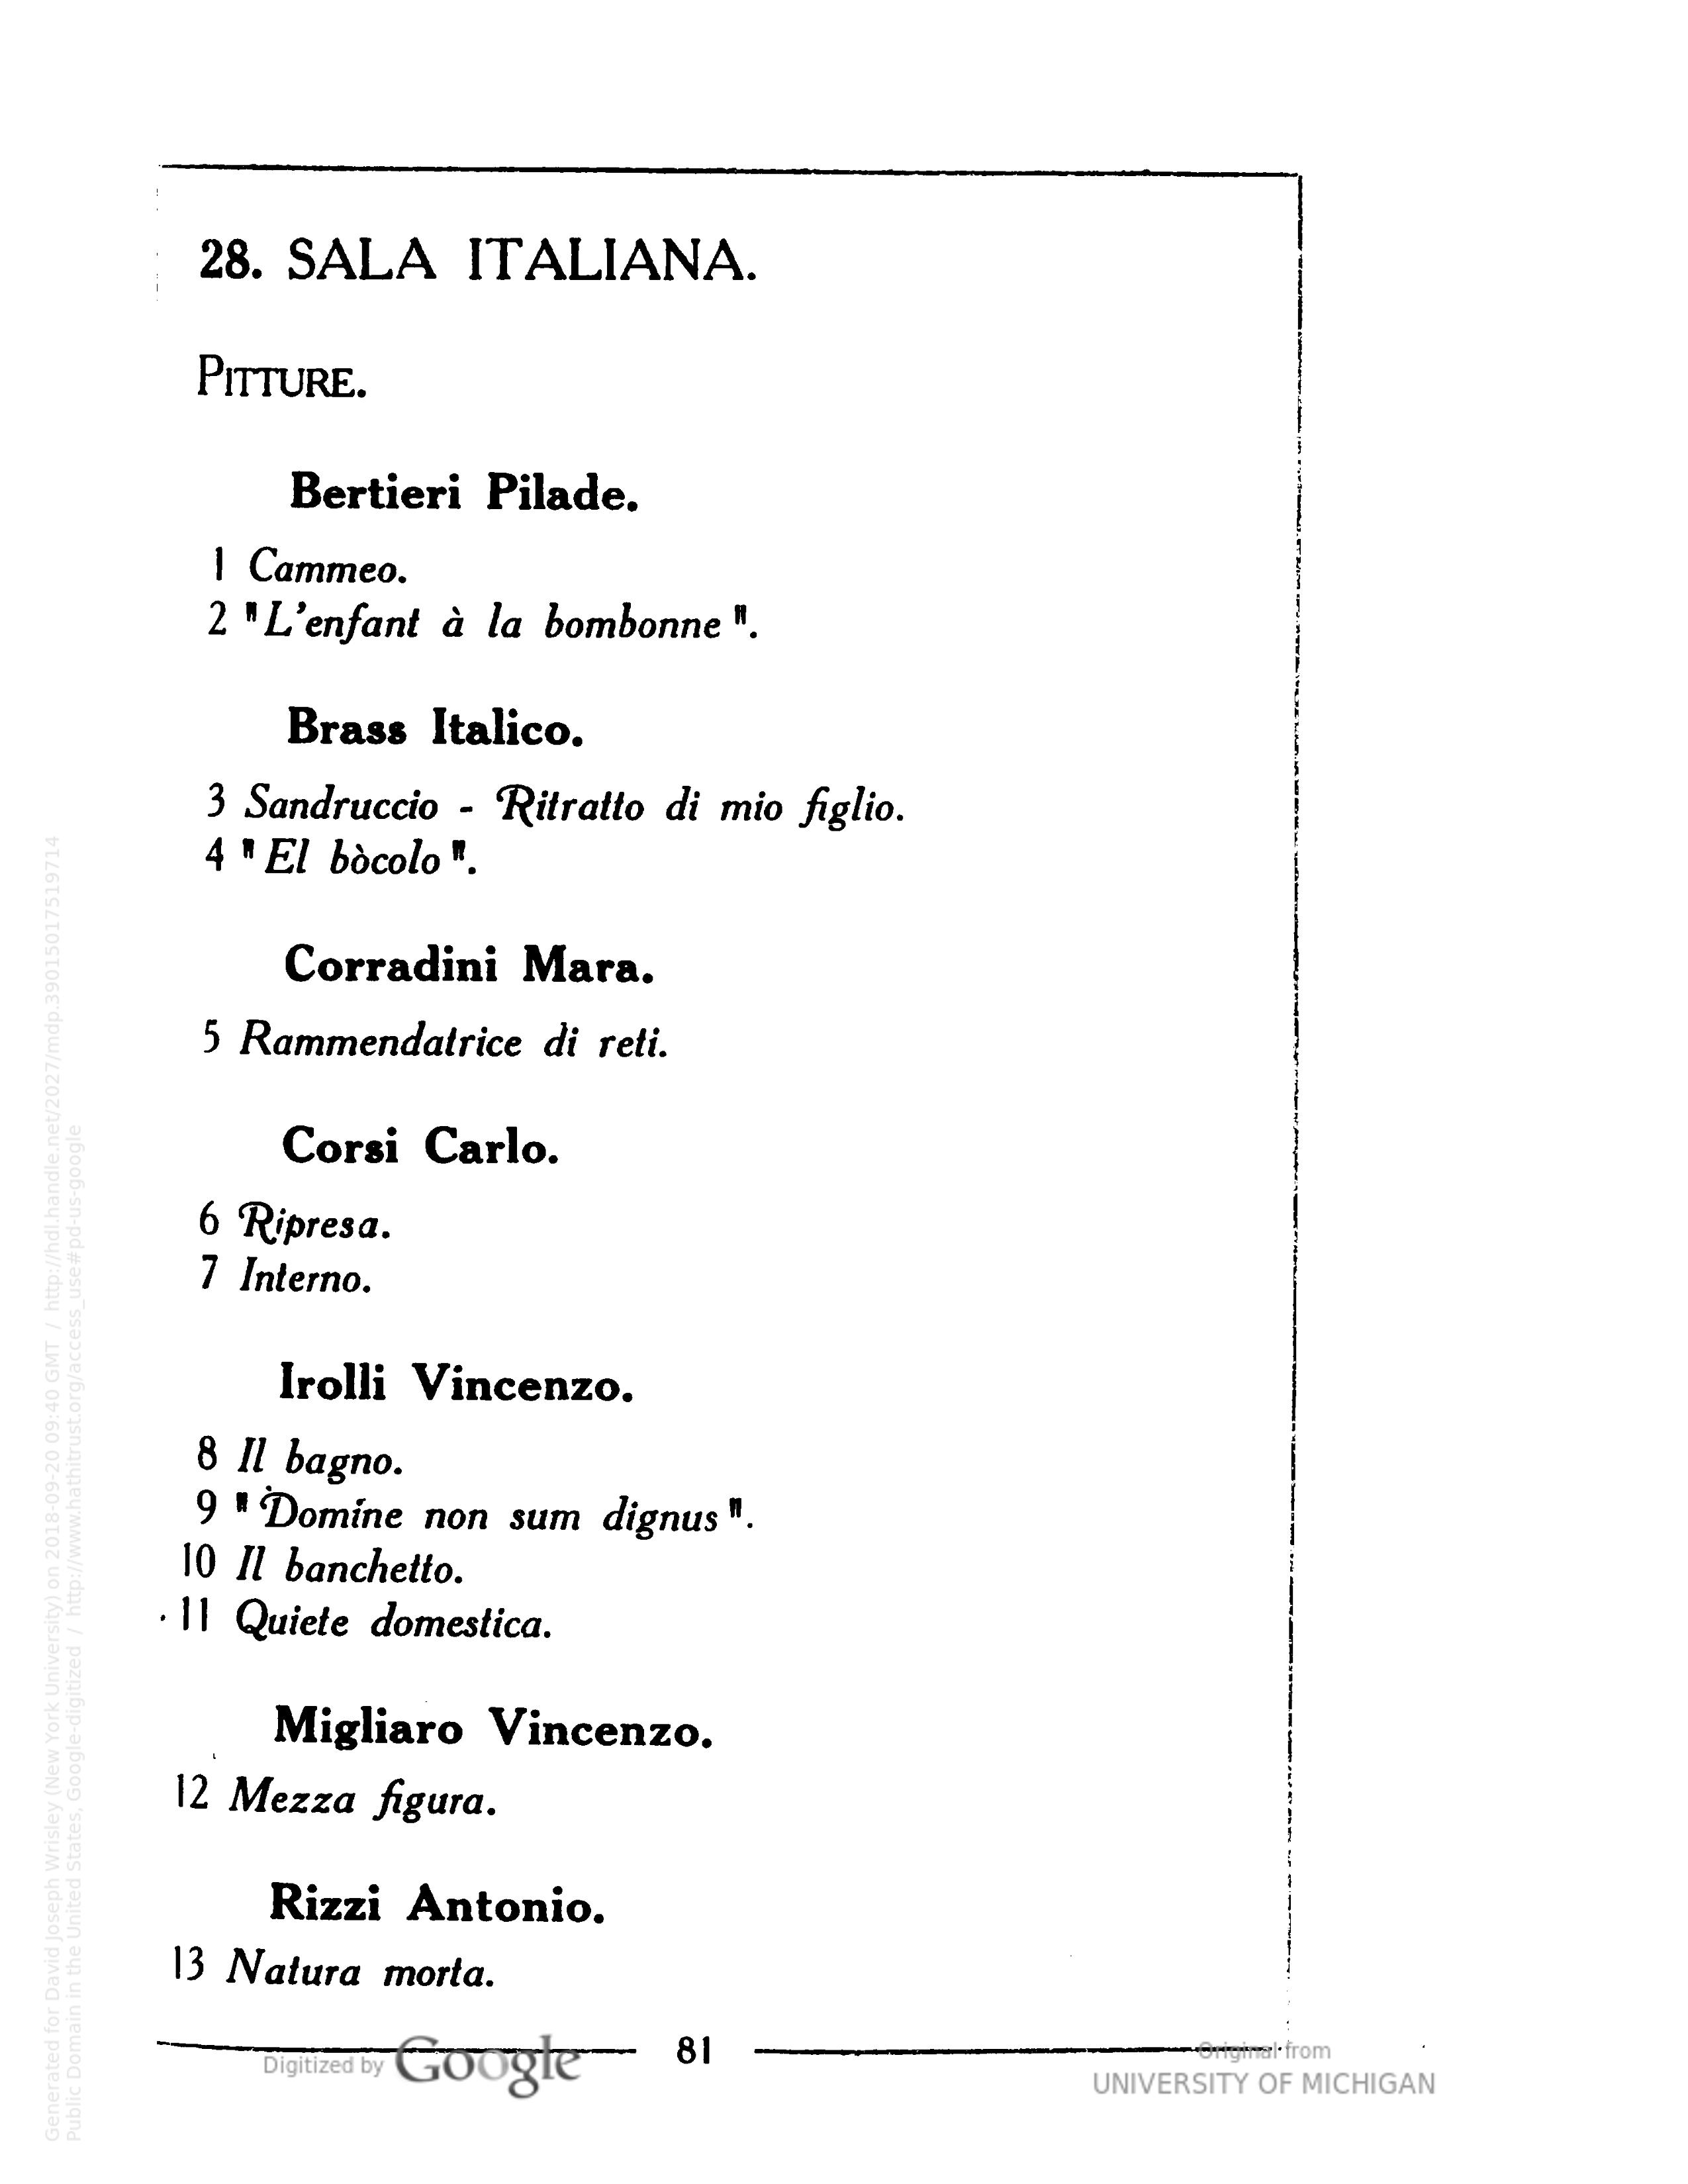 28. SALA ITALIANA.
PITTURE.
Bertieri Pilade.
1 Cammeo.
2 "L'enfant à la bombonne".
Brass Italico.
3 Sandruccio - Ritratto di mio figlio.
4 "El bòcolo".
Corradini Mara.
5 Rammendatrice di reti.
Corsi Carlo.
6 Ripresa.
7 Interno.
Irolli Vincenzo.
8 Il bagno.
9 "Domine non sum dignus".
10 Il banchetto.
11 Quiete domestica.
Migliaro Vincenzo.
12 Mezza figura.
Rizzi Antonio.
13 Natura morta.
81
Digitized by Google
Original from
UNIVERSITY OF MICHIGAN
Generated for David Joseph Wrisley (New York University) on 2018-09-20 09:40 GMT / http://hdl.handle.net/2027/mdp.39015017519714
Public Domain in the United States, Google-digitized / http://www.hathitrust.org/access_use#pd-us-google